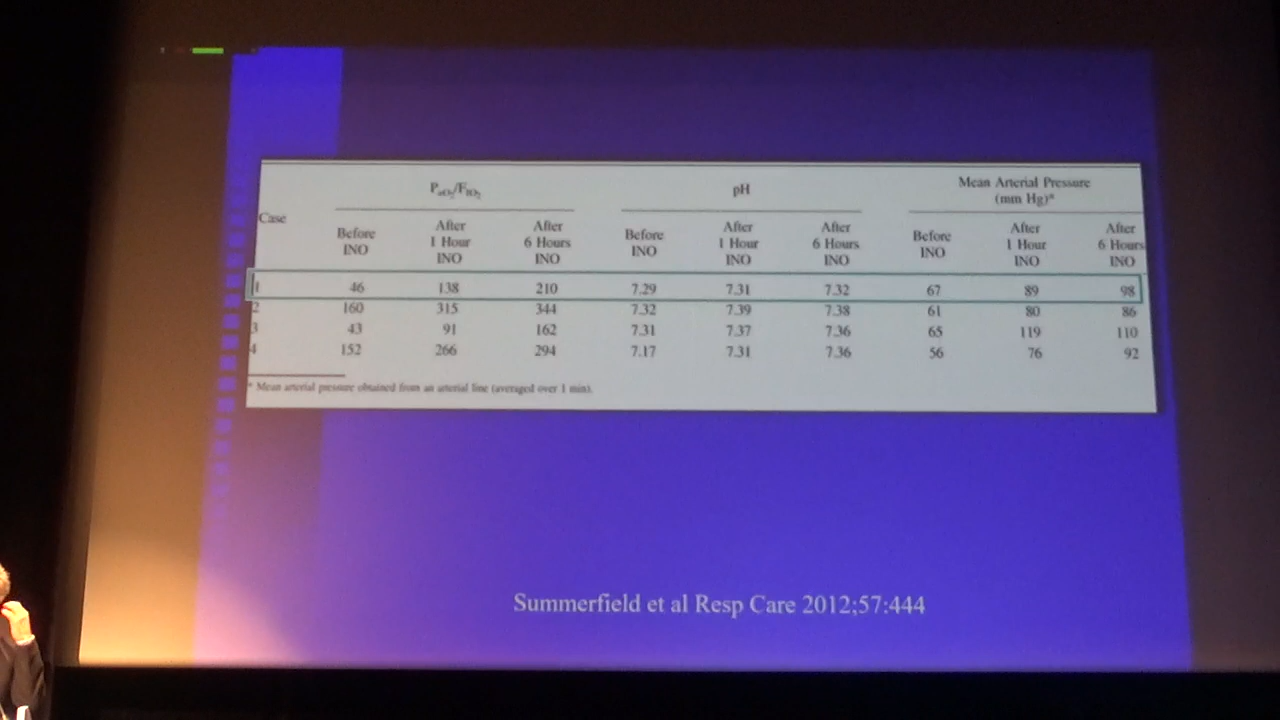 PaO2/FIO2 pH Mean Arterial Pressure
(mm Hg)*
Case Before INO After 1 Hour INO After 6 Hours INO Before INO After 1 Hour INO After 6 Hours INO Before INO After 1 Hour INO After 6 Hours INO
1 46 138 210 7.29 7.31 7.32 67 89 98
2 160 315 344 7.32 7.39 7.38 61 80 86
3 43 91 162 7.31 7.37 7.36 65 119 110
4 152 266 294 7.17 7.31 7.36 56 76 92
* Mean arterial pressure obtained from an arterial line (averaged over 1 min).
Summerfield et al Resp Care 2012;57:444